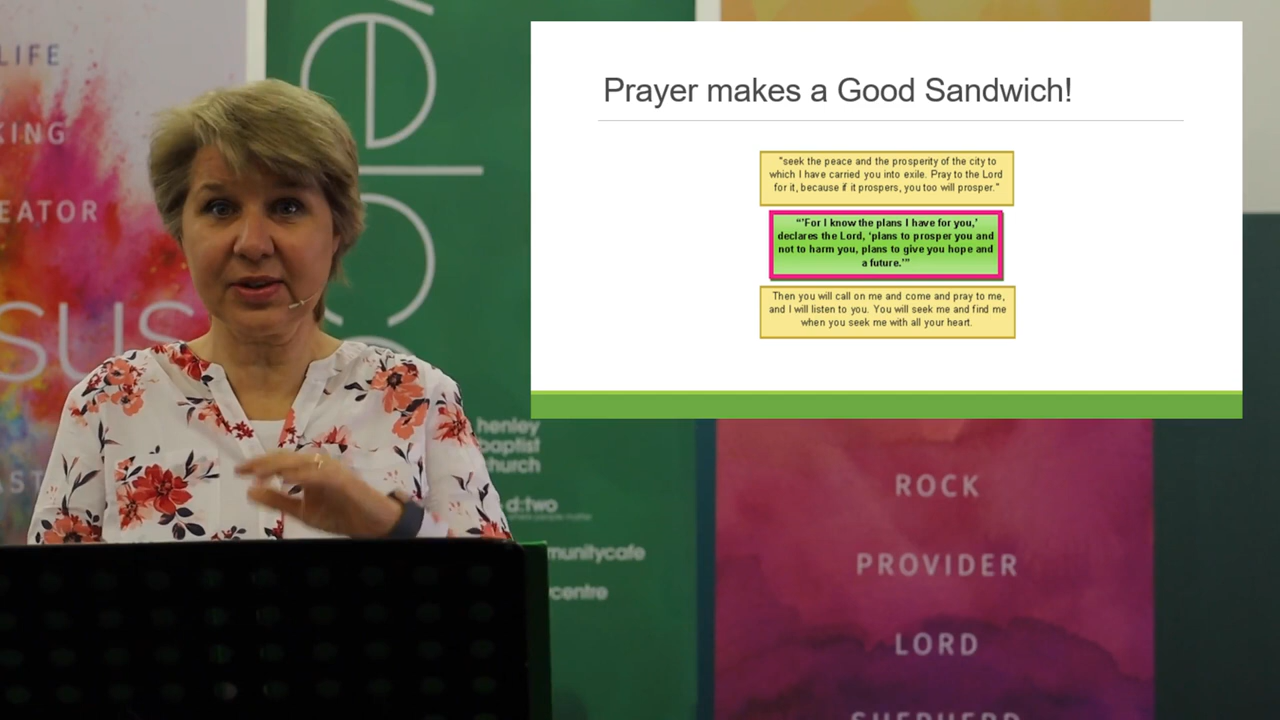 LIFE
KING
EATOR
SUS
AST
Prayer makes a Good Sandwich!
"seek the peace and the prosperity of the city to
which I have carried you into exile. Pray to the Lord
for it, because if it prospers, you too will prosper."
"'For I know the plans I have for you,'
declares the Lord, 'plans to prosper you and
not to harm you, plans to give you hope and
a future.'"
Then you will call on me and come and pray to me,
and I will listen to you. You will seek me and find me
when you seek me with all your heart.
henley
baptist
church
d:two
munitycafe
centre
ROCK
PROVIDER
LORD
SHEPHERD